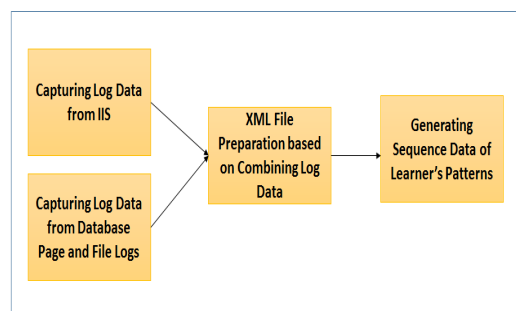 Capturing Log Data
from IIS
Capturing Log Data
from Database
Page and File Logs
XML File
Preparation based
on Combining Log
Data
Generating
Sequence Data of
Learner's Patterns